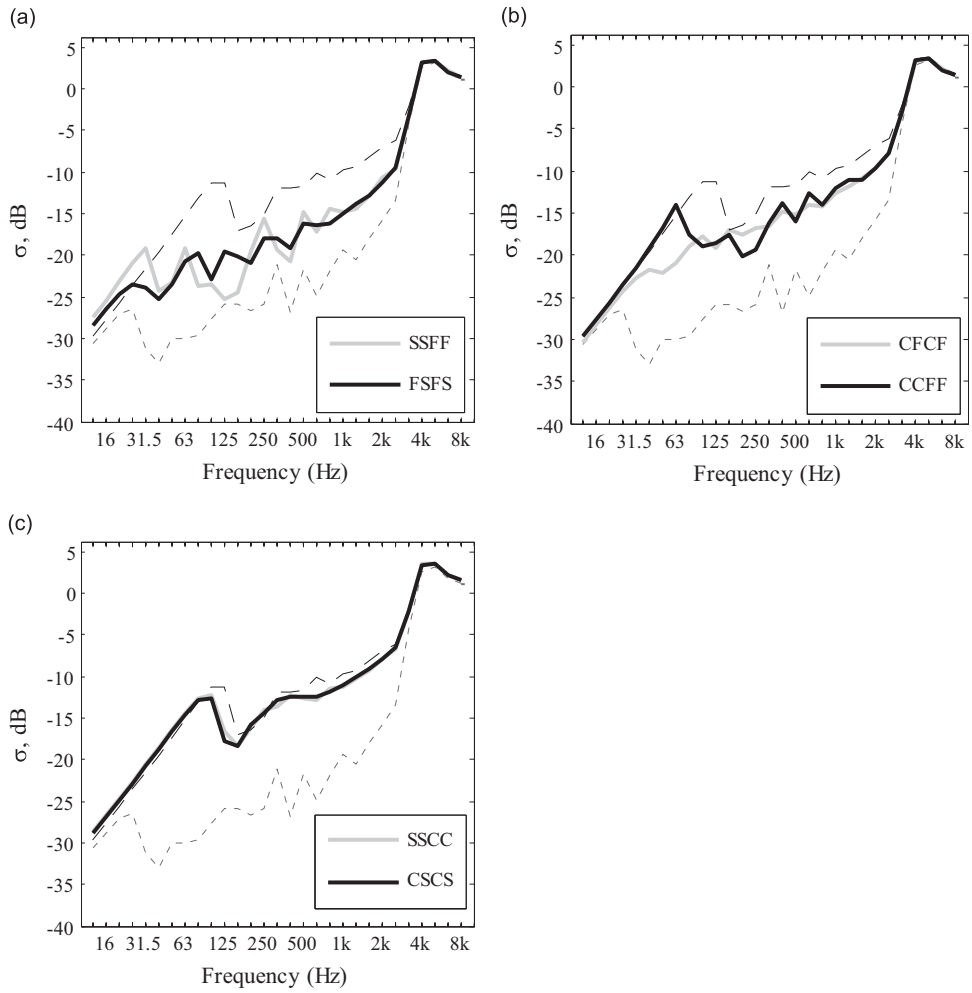 (a)
5
0
-5
-10
-15
-20
-25
-30
-35
-40
σ, dB
SSFF
FSFS
16 31.5 63 125 250 500 1k 2k 4k 8k
Frequency (Hz)
(b)
5
0
-5
-10
-15
-20
-25
-30
-35
-40
σ, dB
CFCF
CCFF
16 31.5 63 125 250 500 1k 2k 4k 8k
Frequency (Hz)
(c)
5
0
-5
-10
-15
-20
-25
-30
-35
-40
σ, dB
SSCC
CSCS
16 31.5 63 125 250 500 1k 2k 4k 8k
Frequency (Hz)